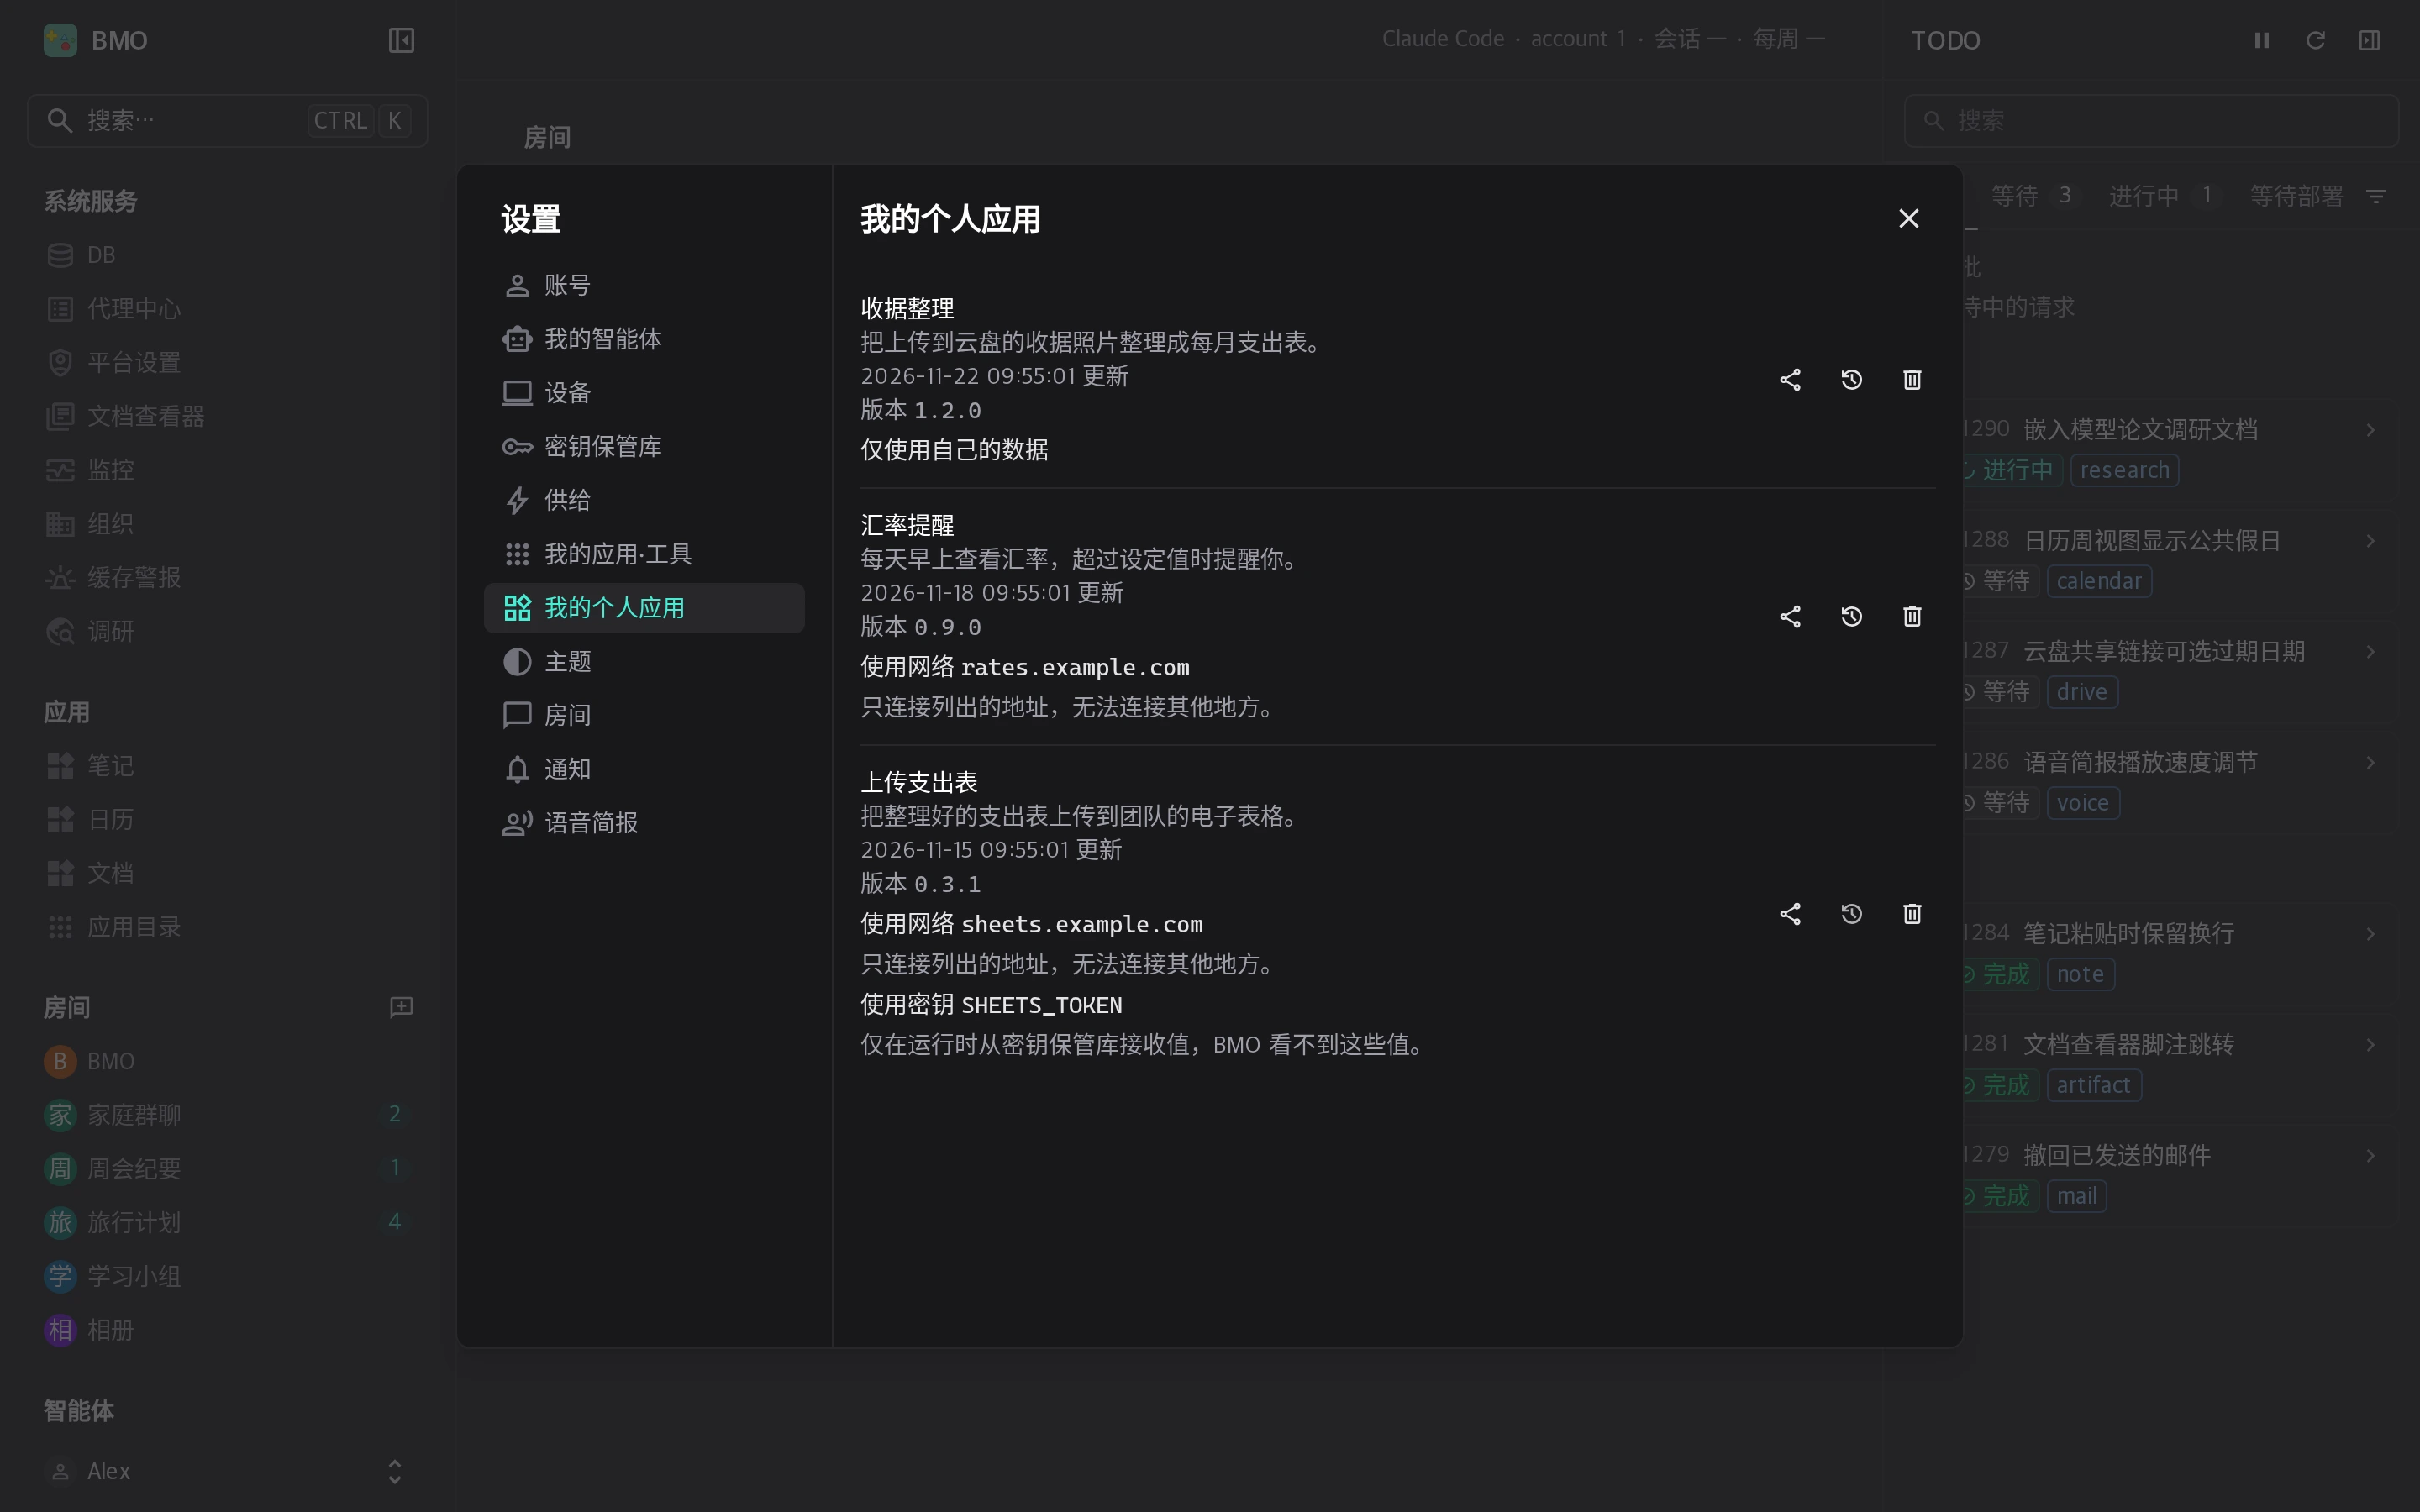 BMO
搜索…
CTRL K
系统服务
DB
代理中心
平台设置
文档查看器
监控
组织
缓存警报
调研
应用
笔记
日历
文档
应用目录
房间
B BMO
家 家庭群聊 2
周 周会纪要 1
旅 旅行计划 4
学 学习小组
相 相册
智能体
Alex
Claude Code · account 1 · 会话 — · 每周 —
房间
设置
账号
我的智能体
设备
密钥保管库
供给
我的应用·工具
我的个人应用
主题
房间
通知
语音简报
我的个人应用
收据整理
把上传到云盘的收据照片整理成每月支出表。
2026-11-22 09:55:01 更新
版本 1.2.0
仅使用自己的数据
汇率提醒
每天早上查看汇率，超过设定值时提醒你。
2026-11-18 09:55:01 更新
版本 0.9.0
使用网络 rates.example.com
只连接列出的地址，无法连接其他地方。
上传支出表
把整理好的支出表上传到团队的电子表格。
2026-11-15 09:55:01 更新
版本 0.3.1
使用网络 sheets.example.com
只连接列出的地址，无法连接其他地方。
使用密钥 SHEETS_TOKEN
仅在运行时从密钥保管库接收值，BMO 看不到这些值。
TODO
搜索
等待 3 进行中 1 等待部署
批
待中的请求
1290 嵌入模型论文调研文档
进行中 research
1288 日历周视图显示公共假日
等待 calendar
1287 云盘共享链接可选过期日期
等待 drive
1286 语音简报播放速度调节
等待 voice
1284 笔记粘贴时保留换行
完成 note
1281 文档查看器脚注跳转
完成 artifact
1279 撤回已发送的邮件
完成 mail